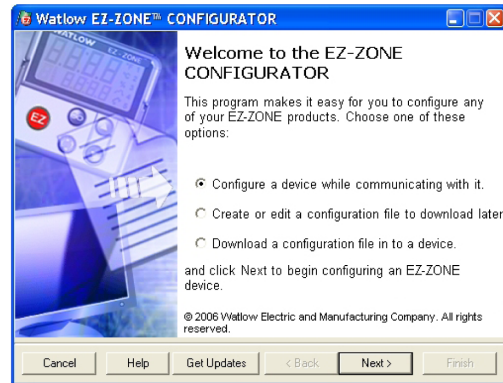 Watlow EZ-ZONE™ CONFIGURATOR
WATLOW EZ-ZONE
EZ
Welcome to the EZ-ZONE
CONFIGURATOR
This program makes it easy for you to configure any
of your EZ-ZONE products. Choose one of these
options:
Configure a device while communicating with it.
Create or edit a configuration file to download later
Download a configuration file in to a device.
and click Next to begin configuring an EZ-ZONE
device.
© 2006 Watlow Electric and Manufacturing Company. All rights
reserved.
Cancel Help Get Updates < Back Next > Finish